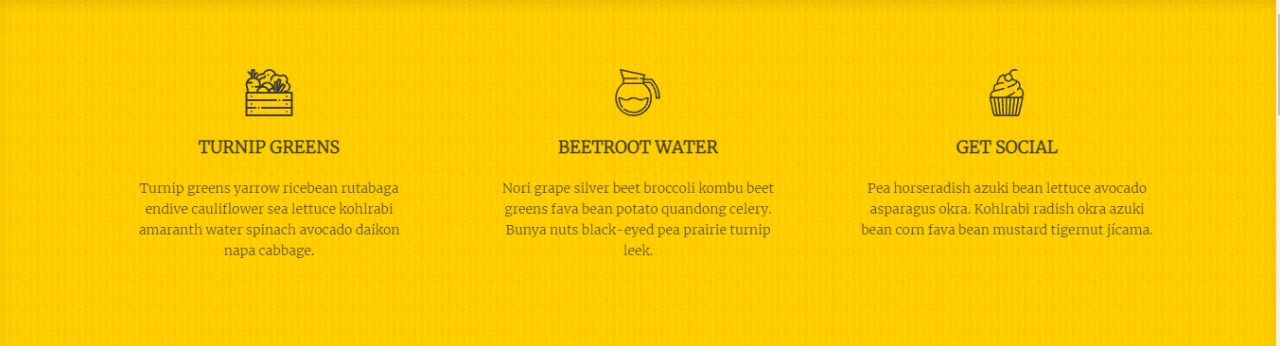 TURNIP GREENS
Turnip greens yarrow ricebean rutabaga
endive cauliflower sea lettuce kohlrabi
amaranth water spinach avocado daikon
napa cabbage.
BEETROOT WATER
Nori grape silver beet broccoli kombu beet
greens fava bean potato quandong celery.
Bunya nuts black-eyed pea prairie turnip
leek.
GET SOCIAL
Pea horseradish azuki bean lettuce avocado
asparagus okra. Kohlrabi radish okra azuki
bean corn fava bean mustard tigernut jícama.